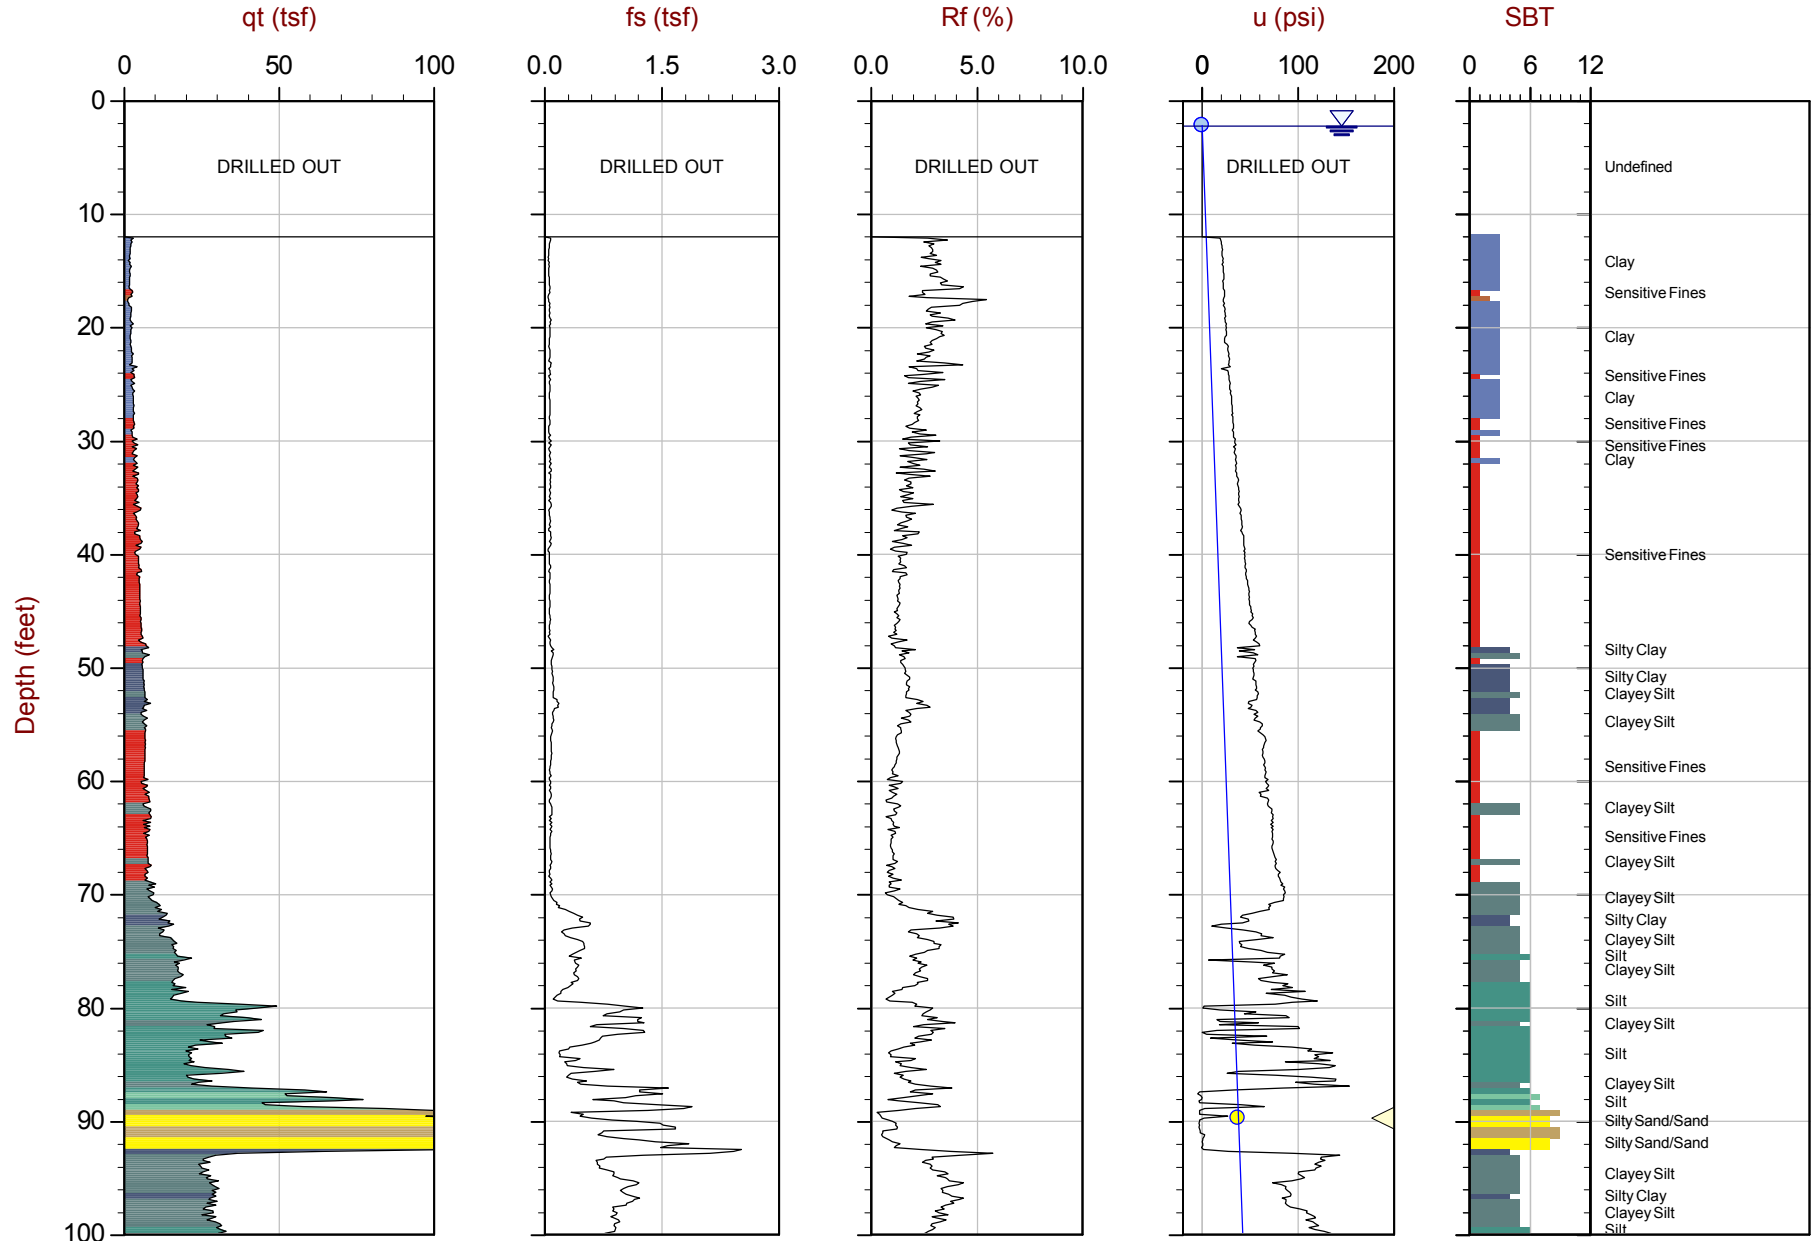 qt (tsf) fs (tsf) Rf (%) u (psi) SBT
0 50 100 0.0 1.5 3.0 0.0 5.0 10.0 0 100 200 0 6 12
0
DRILLED OUT DRILLED OUT DRILLED OUT DRILLED OUT Undefined
10
Clay
Sensitive Fines
20
Clay
Sensitive Fines
Clay
Sensitive Fines
30
Sensitive Fines
Clay
40
Sensitive Fines
Depth (feet)
Silty Clay
50
Silty Clay
Clayey Silt
Clayey Silt
Sensitive Fines
60
Clayey Silt
Sensitive Fines
Clayey Silt
70
Clayey Silt
Silty Clay
Clayey Silt
Silt
Clayey Silt
80
Silt
Clayey Silt
Silt
Clayey Silt
Silt
90
Silty Sand/Sand
Silty Sand/Sand
Clayey Silt
Silty Clay
Clayey Silt
Silt
100